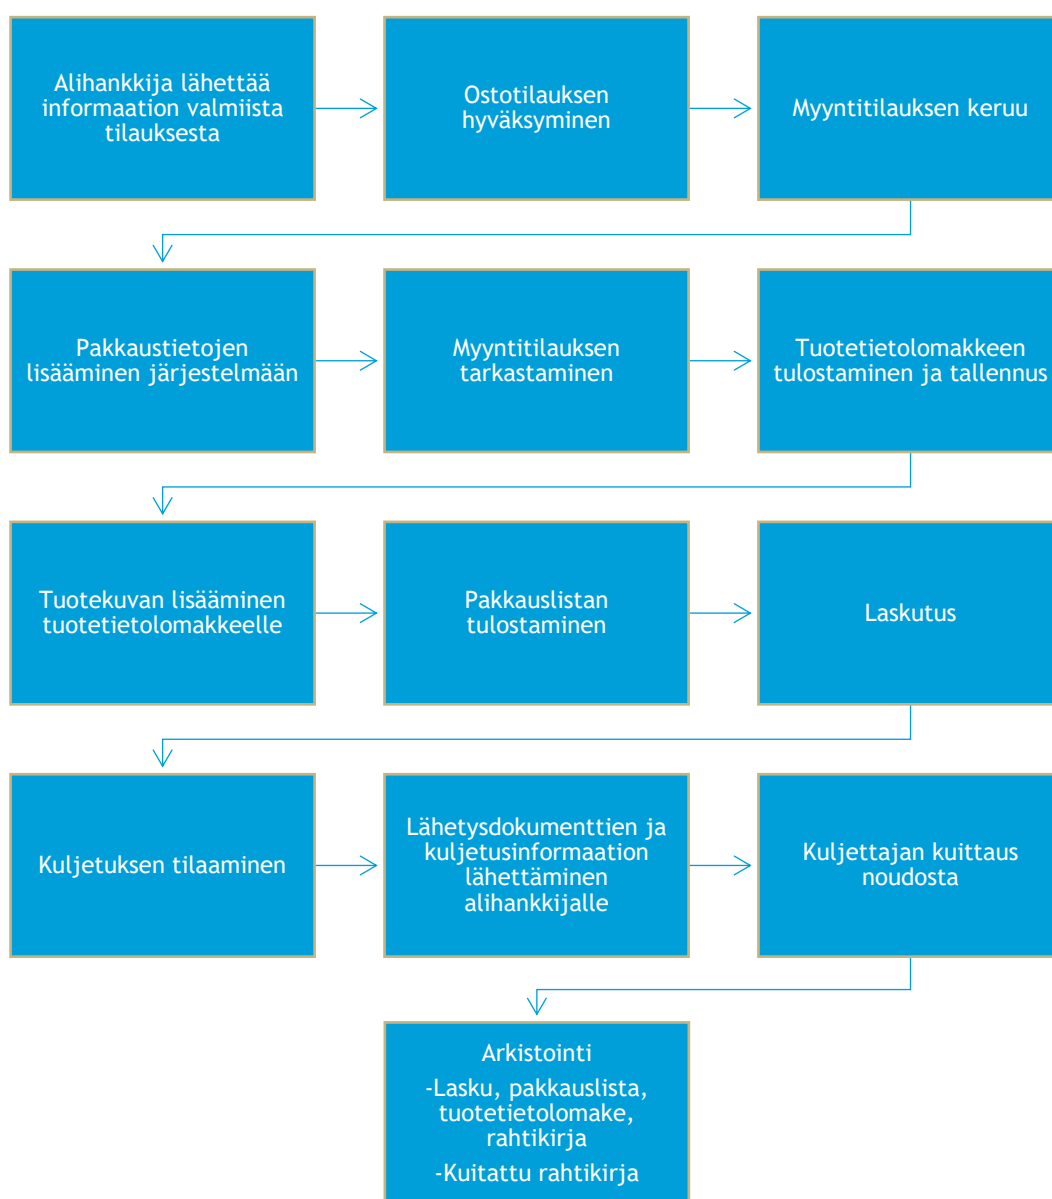 Alihankkija lähettää
informaation valmiista
tilauksesta
Ostotilauksen
hyväksyminen
Myyntitilauksen keruu
Pakkaustietojen
lisääminen järjestelmään
Myyntitilauksen
tarkastaminen
Tuotetietolomakkeen
tulostaminen ja tallennus
Tuotekuvan lisääminen
tuotetietolomakkeelle
Pakkauslistan
tulostaminen
Laskutus
Kuljetuksen tilaaminen
Lähetysdokumenttien ja
kuljetusinformaation
lähettäminen
alihankkijalle
Kuljettajan kuittaus
noudosta
Arkistointi
-Lasku, pakkauslista,
tuotetietolomake,
rahtikirja
-Kuitattu rahtikirja